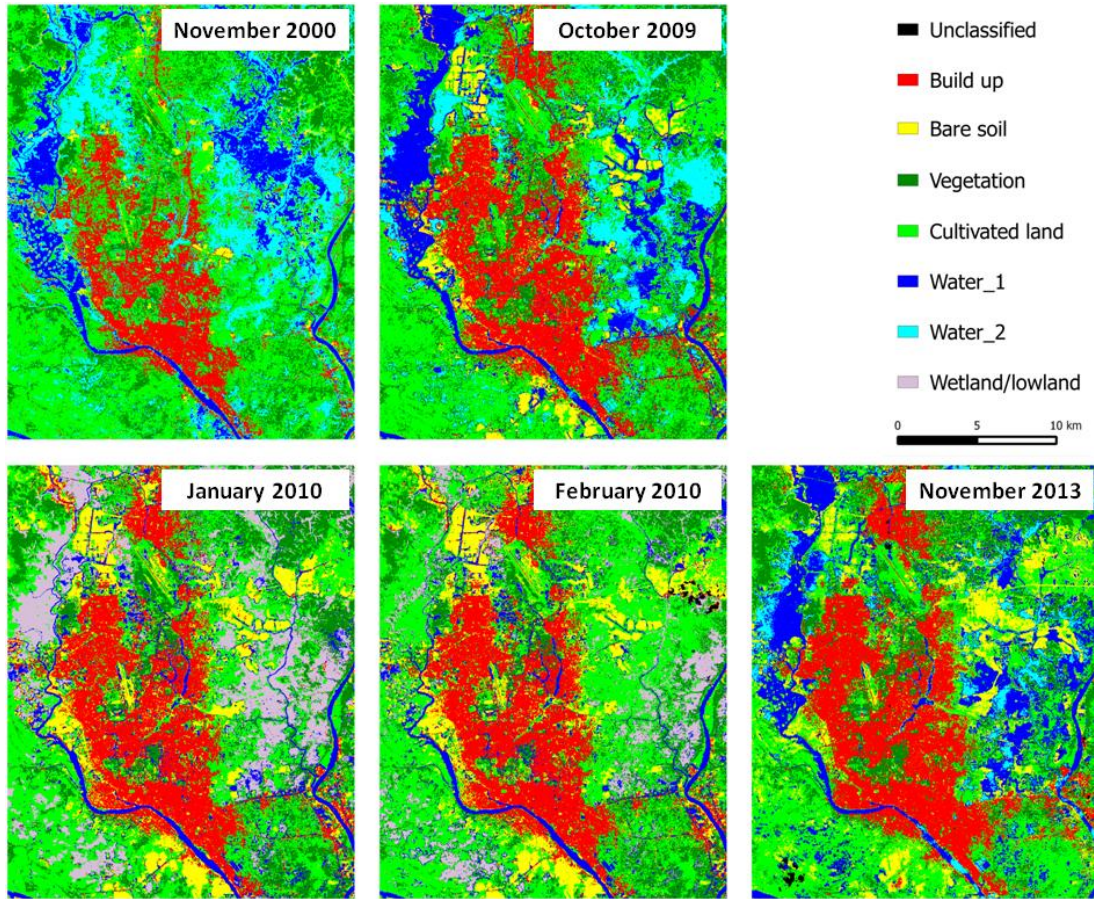 November 2000
October 2009
Unclassified
Build up
Bare soil
Vegetation
Cultivated land
Water_1
Water_2
Wetland/lowland
0 5 10 km
January 2010
February 2010
November 2013